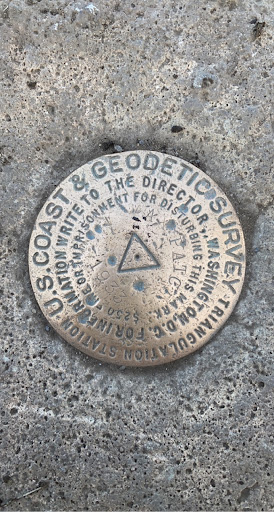 U.S. COAST & GEODETIC SURVEY
TRIANGULATION STATION
FOR INFORMATION WRITE TO THE DIRECTOR, WASHINGTON, D.C.
$250 FINE OR IMPRISONMENT FOR DISTURBING THIS MARK.